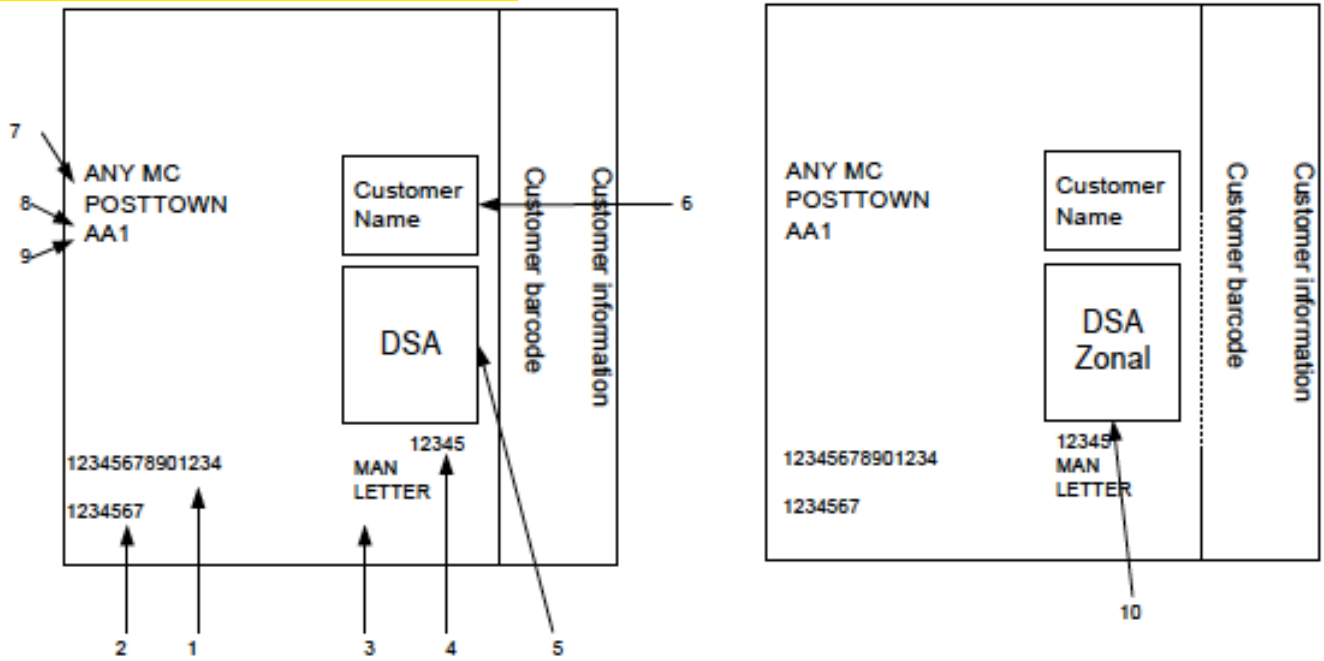 7
8
9
ANY MC
POSTTOWN
AA1
Customer
Name
DSA
12345
12345678901234
MAN
LETTER
1234567
Customer barcode
Customer information
6
2
1
3
4
5
ANY MC
POSTTOWN
AA1
Customer
Name
DSA
Zonal
12345
12345678901234
MAN
LETTER
1234567
Customer barcode
Customer information
10